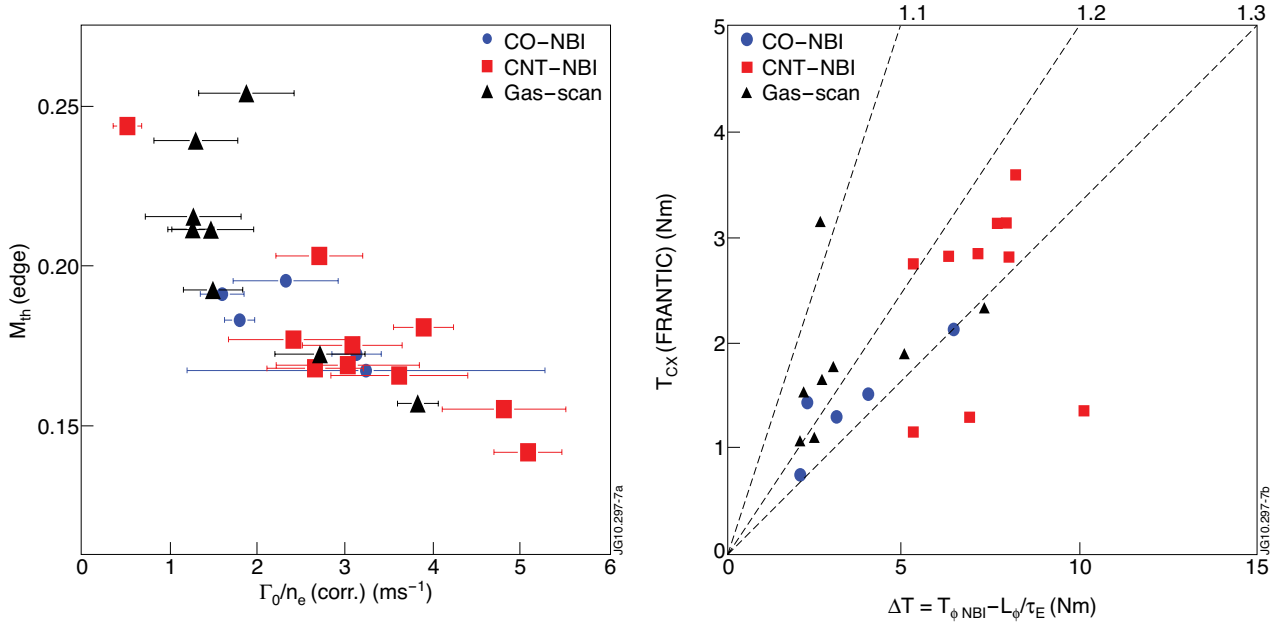 CO−NBI
CNT−NBI
Gas−scan
0.25
0.20
0.15
M_th (edge)
0 1 2 3 4 5 6
Γ_0/n_e (corr.) (ms^−1)
JG10.297-7a
1.1 1.2 1.3
CO−NBI
CNT−NBI
Gas−scan
5
4
3
2
1
0
T_CX (FRANTIC) (Nm)
0 5 10 15
ΔT = T_ϕ NBI−L_ϕ/τ_E (Nm)
JG10.297-7b